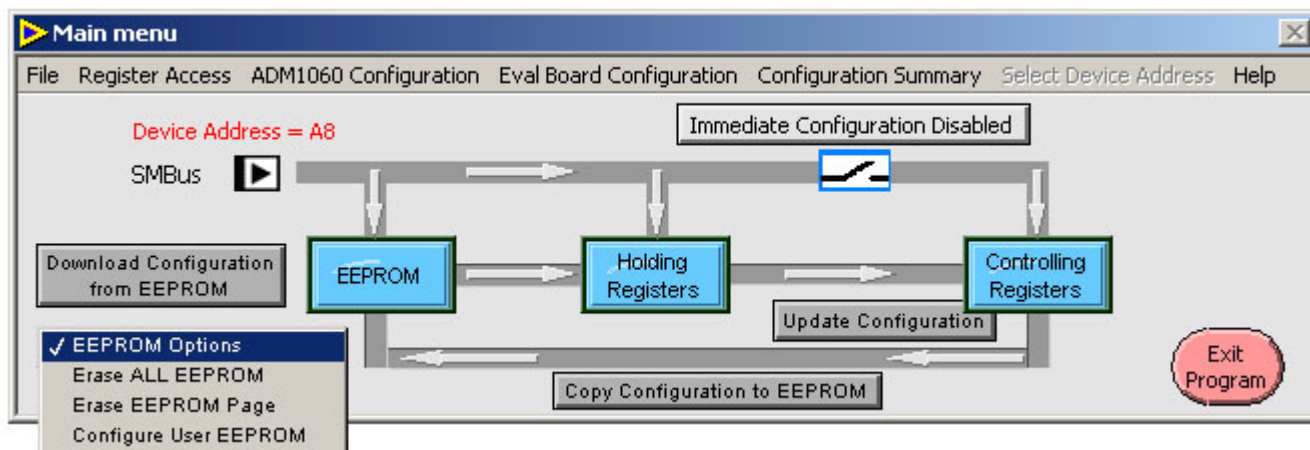 Main menu
File Register Access ADM1060 Configuration Eval Board Configuration Configuration Summary Select Device Address Help
Device Address = A8
Immediate Configuration Disabled
SMBus
Download Configuration
from EEPROM
EEPROM
Holding
Registers
Controlling
Registers
Update Configuration
✓ EEPROM Options
Erase ALL EEPROM
Erase EEPROM Page
Configure User EEPROM
Copy Configuration to EEPROM
Exit
Program